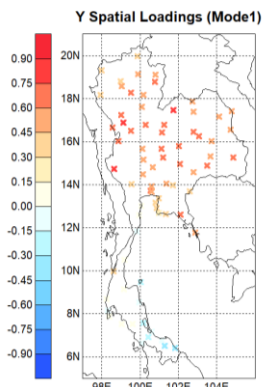 Y Spatial Loadings (Mode1)
0.90
0.75
0.60
0.45
0.30
0.15
0.00
-0.15
-0.30
-0.45
-0.60
-0.75
-0.90
20N
18N
16N
14N
12N
10N
8N
6N
98E 100E 102E 104E